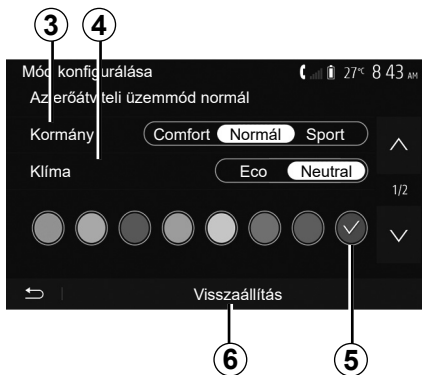 3 4
Mód konfigurálása 27°C 8 43 AM
Az erőátviteli üzemmód normál
Kormány Comfort Normál Sport
Klíma Eco Neutral
1/2
Visszaállítás
6 5